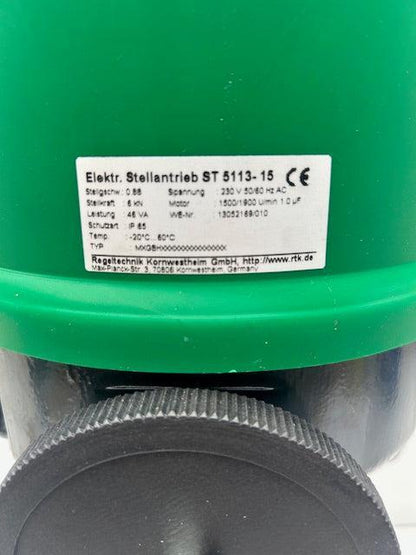 Elektr. Stellantrieb ST 5113-15 CE
Stellgschw.: 0.88 Spannung : 230 V 50/60 Hz AC
Stellkraft : 6 kN Motor : 1500/1900 U/min 1.0 µF
Leistung : 46 VA WE-Nr. : 13052169/010
Schutzart : IP 65
Temp. : -20°C...60°C
TYP :
Regeltechnik Kornwestheim GmbH, http://www.rtk.de
Max-Planck-Str. 3, 70806 Kornwestheim, Germany